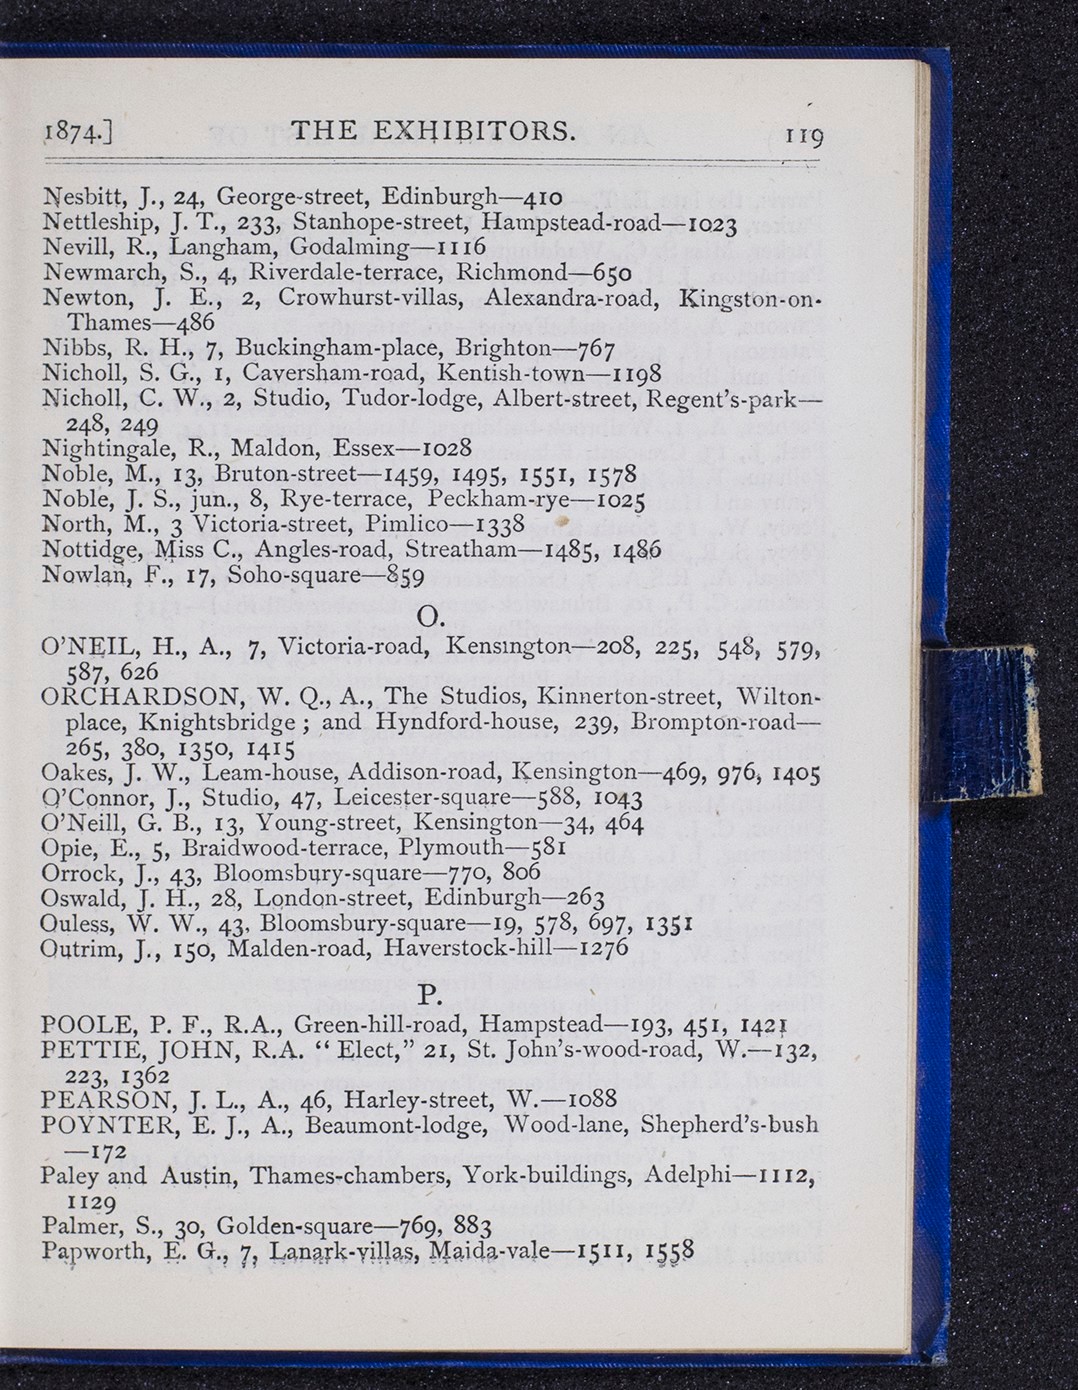 1874.] THE EXHIBITORS. 119
Nesbitt, J., 24, George-street, Edinburgh—410
Nettleship, J. T., 233, Stanhope-street, Hampstead-road—1023
Nevill, R., Langham, Godalming—1116
Newmarch, S., 4, Riverdale-terrace, Richmond—650
Newton, J. E., 2, Crowhurst-villas, Alexandra-road, Kingston-on-
Thames—486
Nibbs, R. H., 7, Buckingham-place, Brighton—767
Nicholl, S. G., 1, Caversham-road, Kentish-town—1198
Nicholl, C. W., 2, Studio, Tudor-lodge, Albert-street, Regent's-park—
248, 249
Nightingale, R., Maldon, Essex—1028
Noble, M., 13, Bruton-street—1459, 1495, 1551, 1578
Noble, J. S., jun., 8, Rye-terrace, Peckham-rye—1025
North, M., 3 Victoria-street, Pimlico—1338
Nottidge, Miss C., Angles-road, Streatham—1485, 1486
Nowlan, F., 17, Soho-square—859
O.
O'NEIL, H., A., 7, Victoria-road, Kensington—208, 225, 548, 579,
587, 626
ORCHARDSON, W. Q., A., The Studios, Kinnerton-street, Wilton-
place, Knightsbridge; and Hyndford-house, 239, Brompton-road—
265, 380, 1350, 1415
Oakes, J. W., Leam-house, Addison-road, Kensington—469, 976, 1405
O'Connor, J., Studio, 47, Leicester-square—588, 1043
O'Neill, G. B., 13, Young-street, Kensington—34, 464
Opie, E., 5, Braidwood-terrace, Plymouth—581
Orrock, J., 43, Bloomsbury-square—770, 806
Oswald, J. H., 28, London-street, Edinburgh—263
Ouless, W. W., 43, Bloomsbury-square—19, 578, 697, 1351
Outrim, J., 150, Malden-road, Haverstock-hill—1276
P.
POOLE, P. F., R.A., Green-hill-road, Hampstead—193, 451, 1421
PETTIE, JOHN, R.A. "Elect," 21, St. John's-wood-road, W.—132,
223, 1362
PEARSON, J. L., A., 46, Harley-street, W.—1088
POYNTER, E. J., A., Beaumont-lodge, Wood-lane, Shepherd's-bush
—172
Paley and Austin, Thames-chambers, York-buildings, Adelphi—1112,
1129
Palmer, S., 30, Golden-square—769, 883
Papworth, E. G., 7, Lanark-villas, Maida-vale—1511, 1558